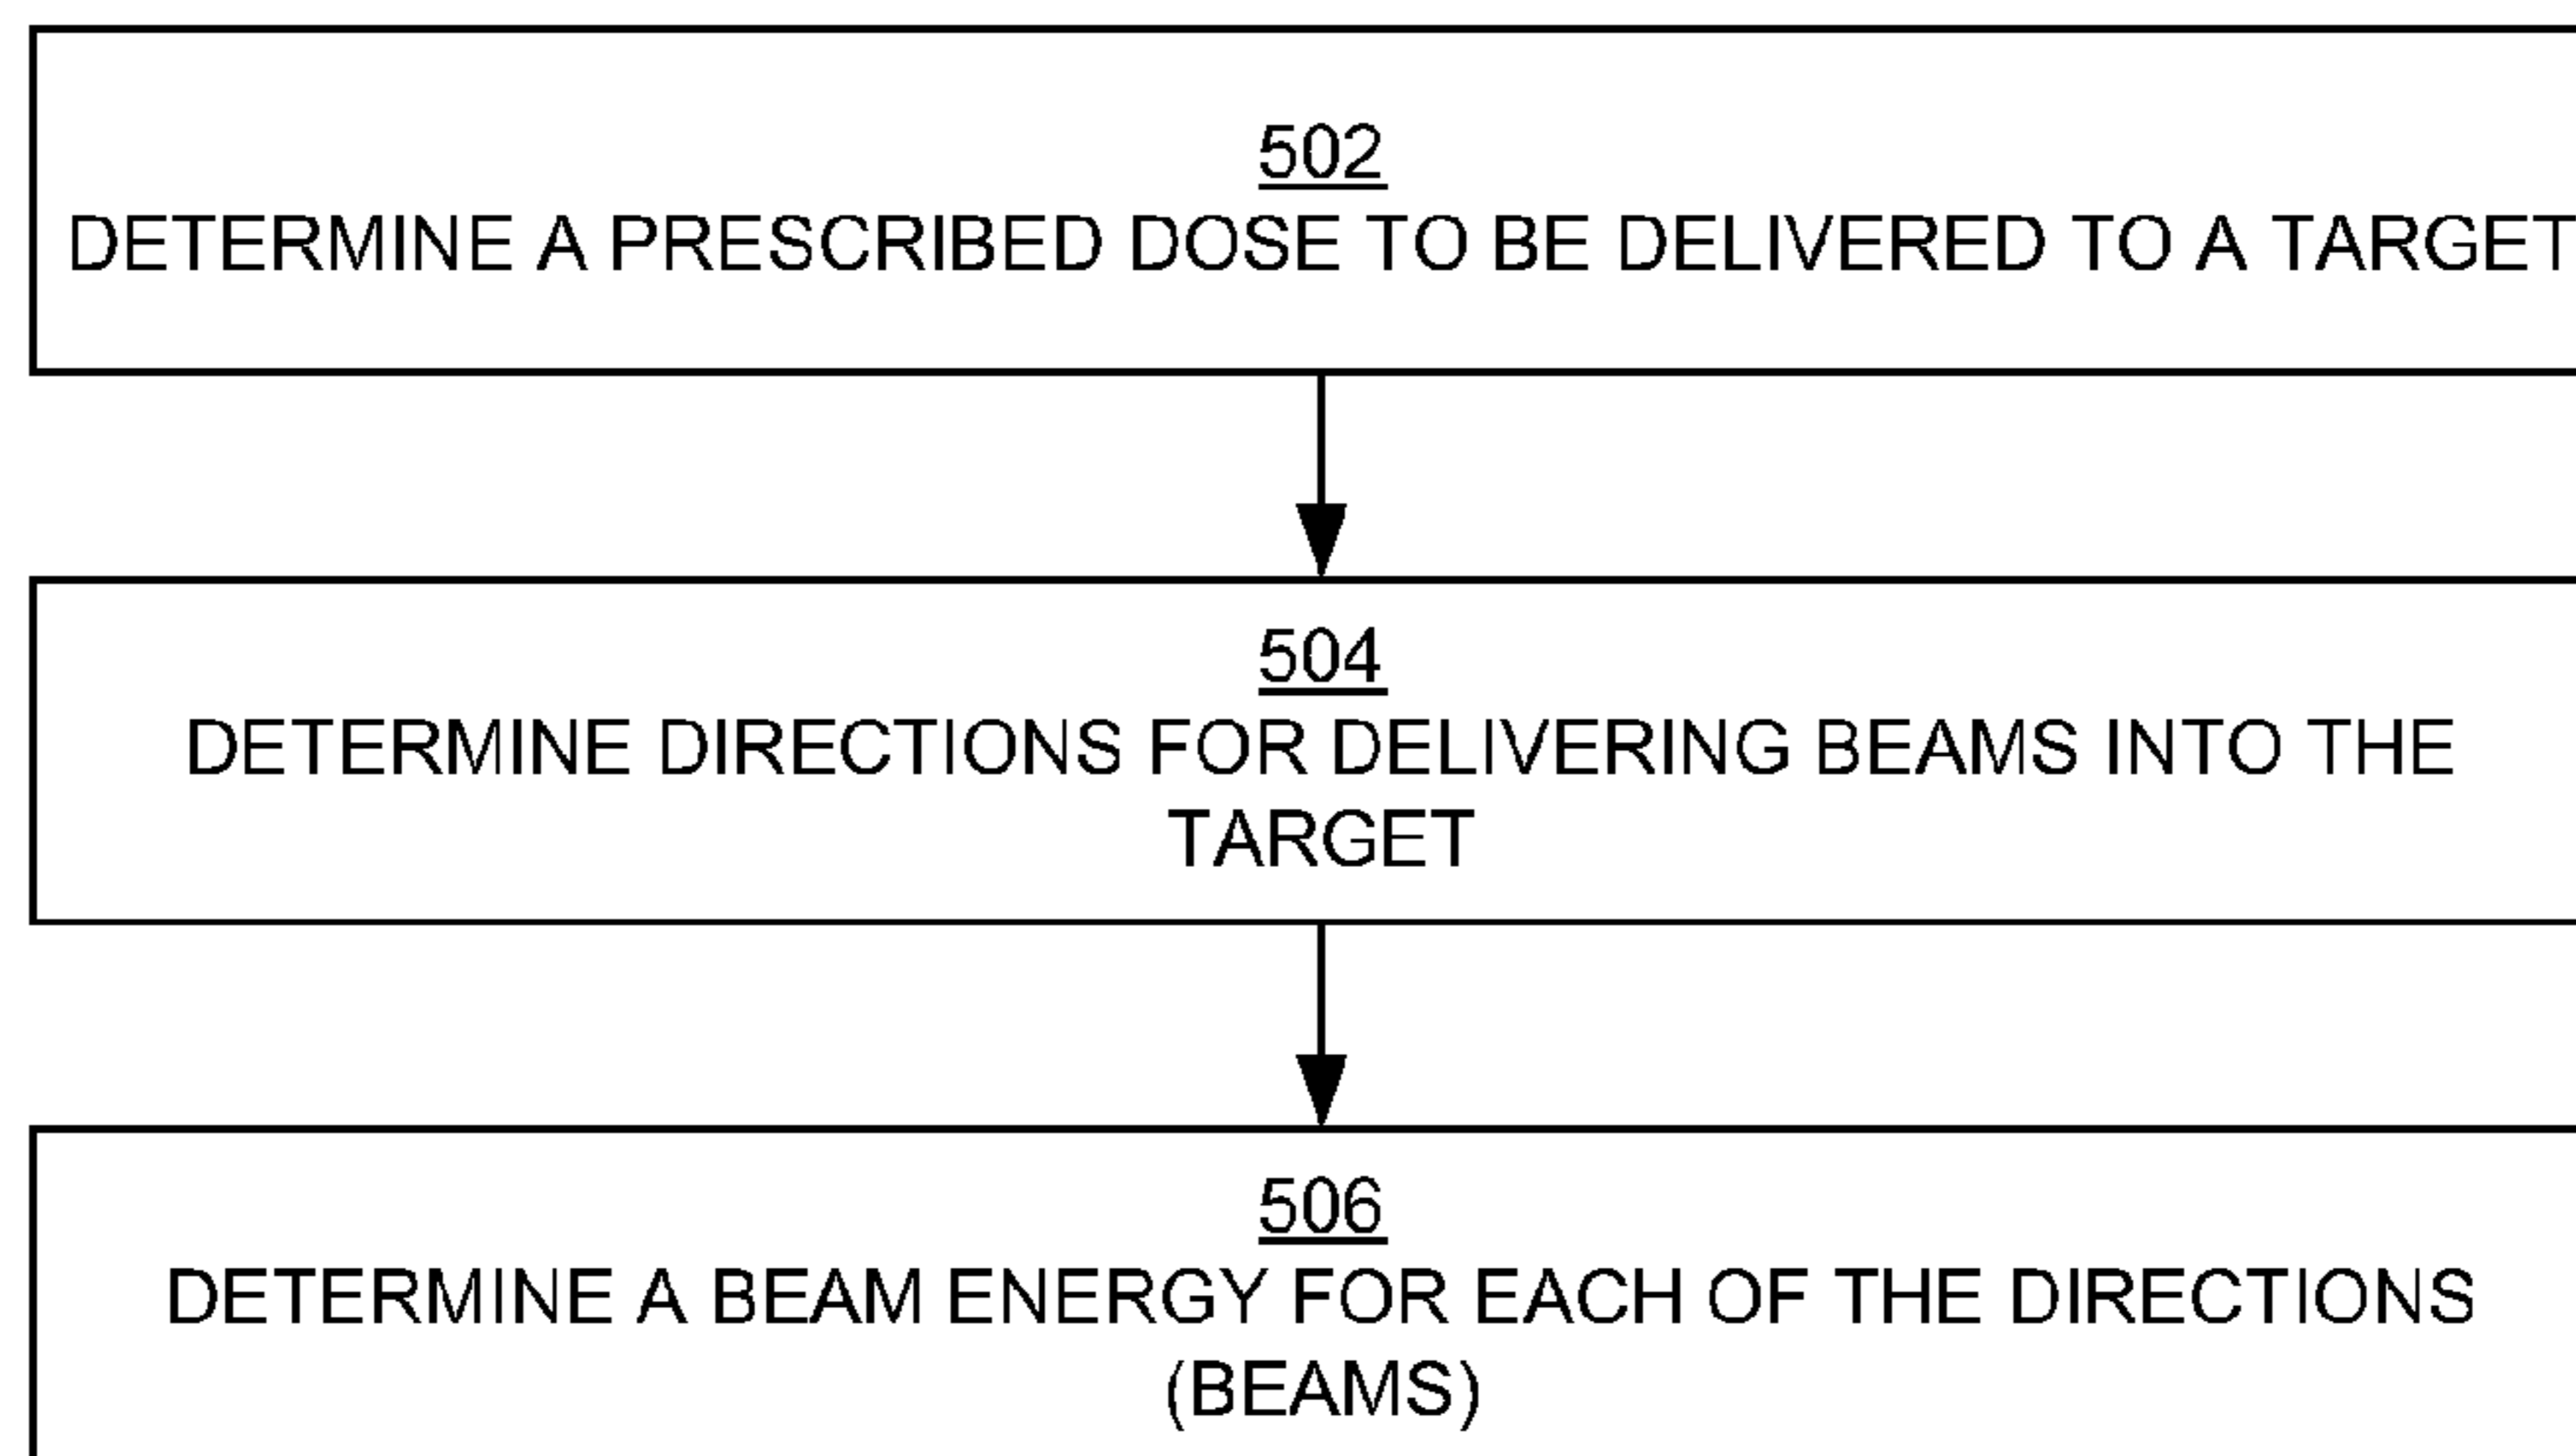 502
DETERMINE A PRESCRIBED DOSE TO BE DELIVERED TO A TARGET
504
DETERMINE DIRECTIONS FOR DELIVERING BEAMS INTO THE
TARGET
506
DETERMINE A BEAM ENERGY FOR EACH OF THE DIRECTIONS
(BEAMS)